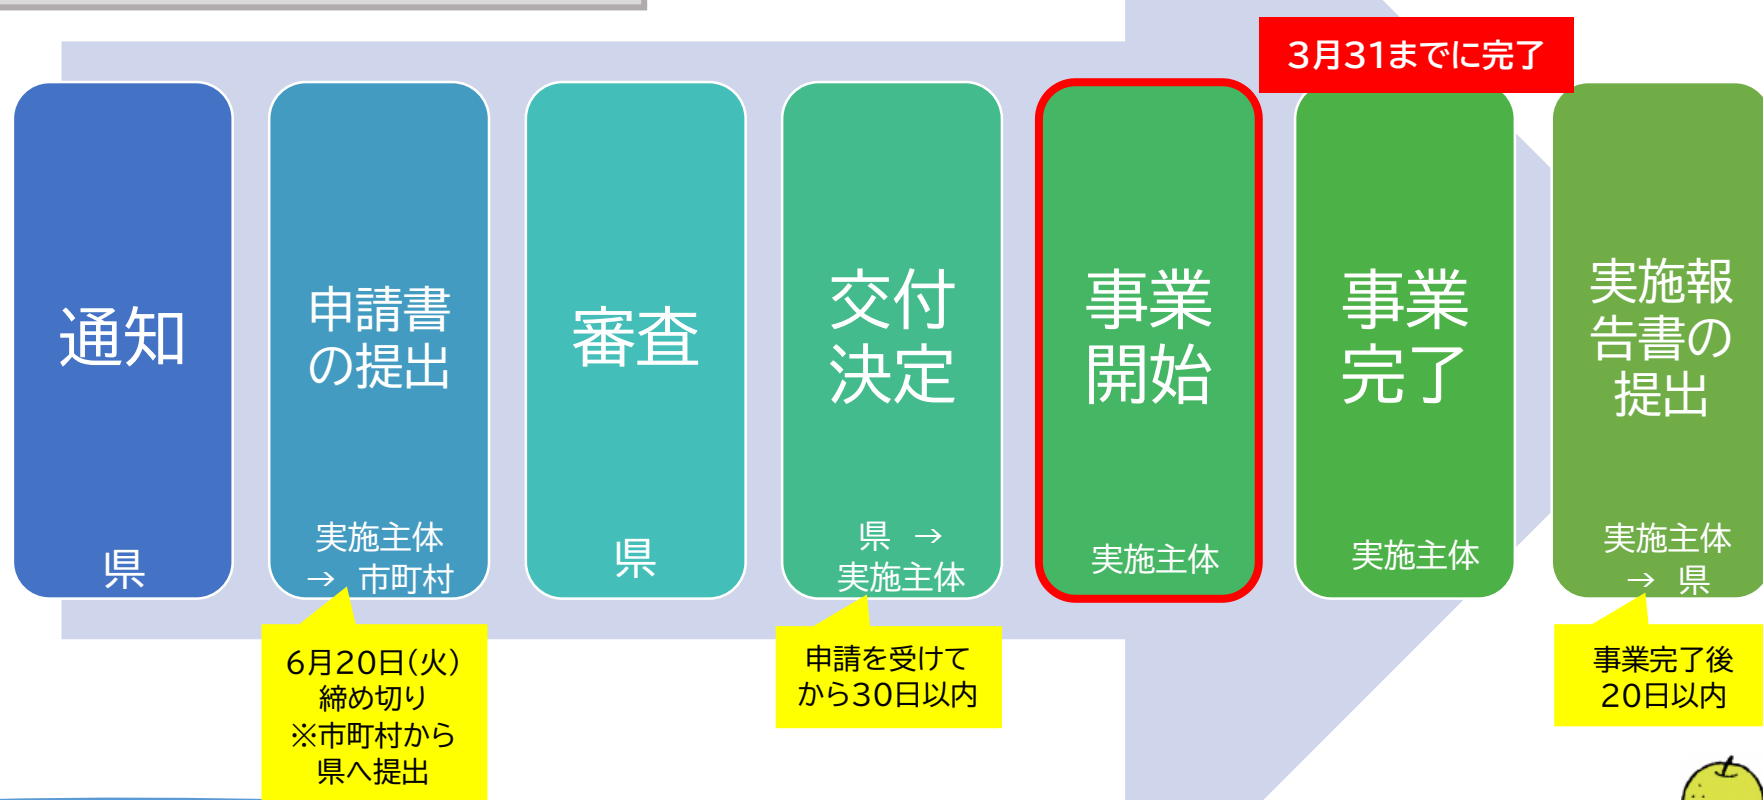 3月31までに完了
通知
県
申請書
の提出
実施主体
→ 市町村
6月20日(火)
締め切り
※市町村から
県へ提出
審査
県
交付
決定
県 →
実施主体
申請を受けて
から30日以内
事業
開始
実施主体
事業
完了
実施主体
実施報
告書の
提出
実施主体
→ 県
事業完了後
20日以内